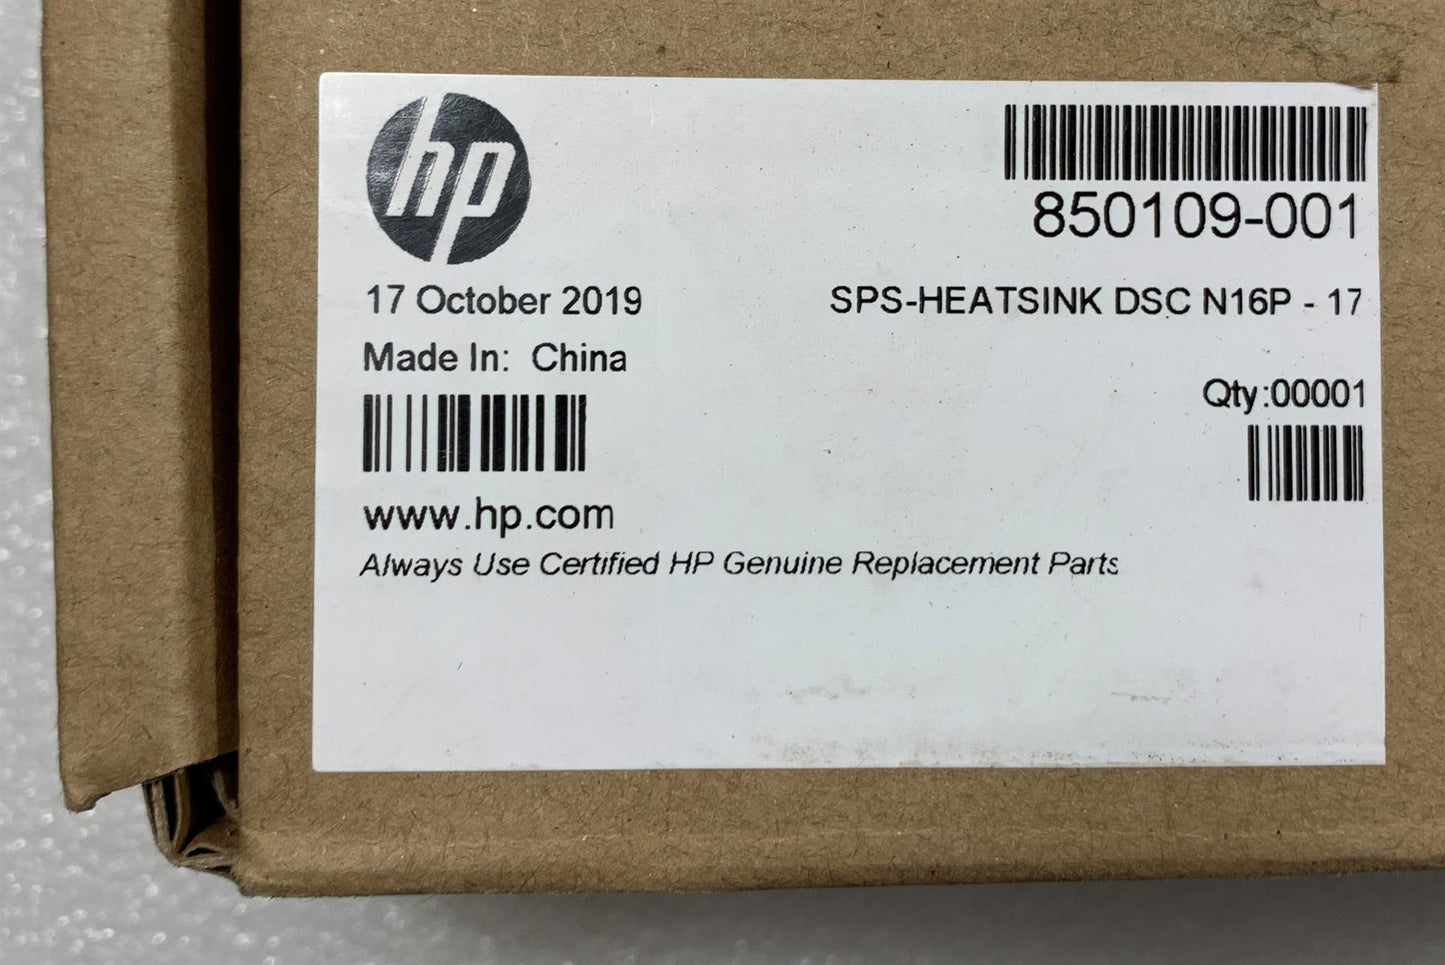 hp
850109-001
17 October 2019
SPS-HEATSINK DSC N16P - 17
Made In: China
Qty:00001
www.hp.com
Always Use Certified HP Genuine Replacement Parts